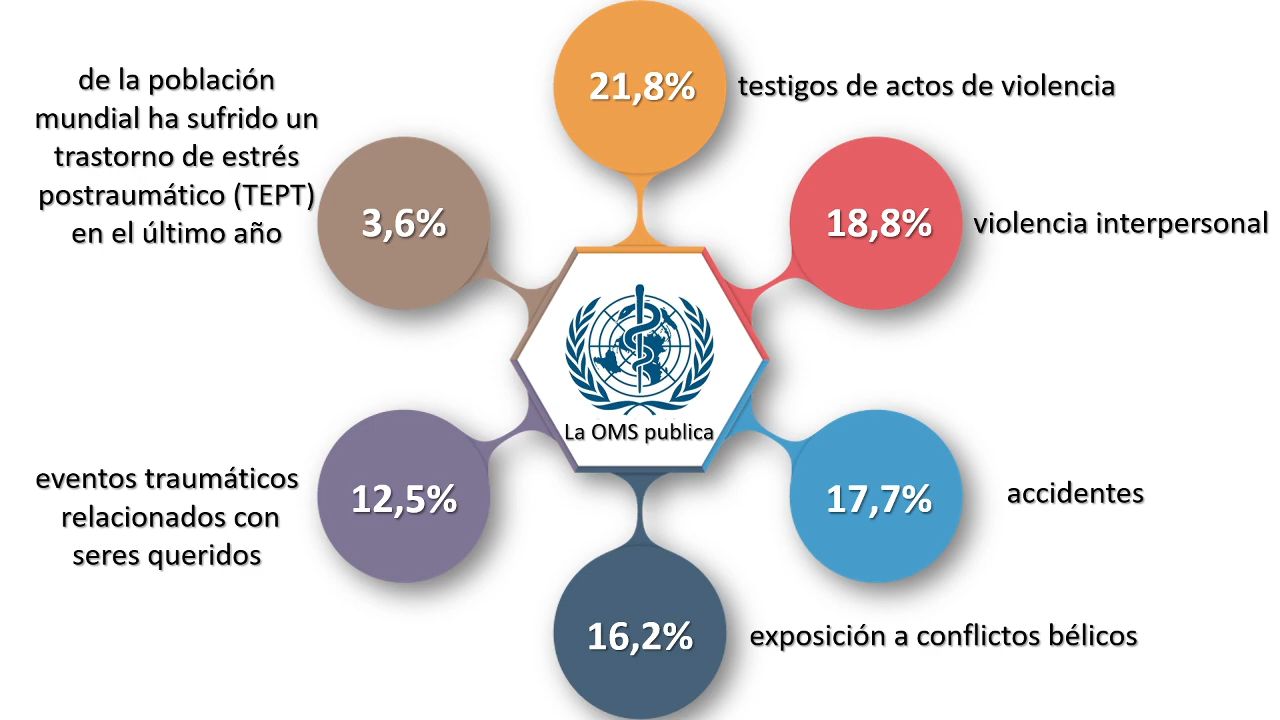 21,8%
testigos de actos de violencia
18,8%
violencia interpersonal
17,7%
accidentes
16,2%
exposición a conflictos bélicos
12,5%
eventos traumáticos
relacionados con
seres queridos
3,6%
de la población
mundial ha sufrido un
trastorno de estrés
postraumático (TEPT)
en el último año
La OMS publica